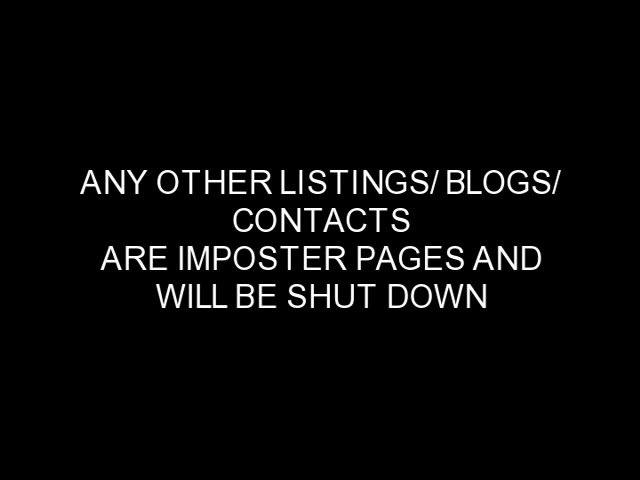 ANY OTHER LISTINGS/ BLOGS/
CONTACTS
ARE IMPOSTER PAGES AND
WILL BE SHUT DOWN